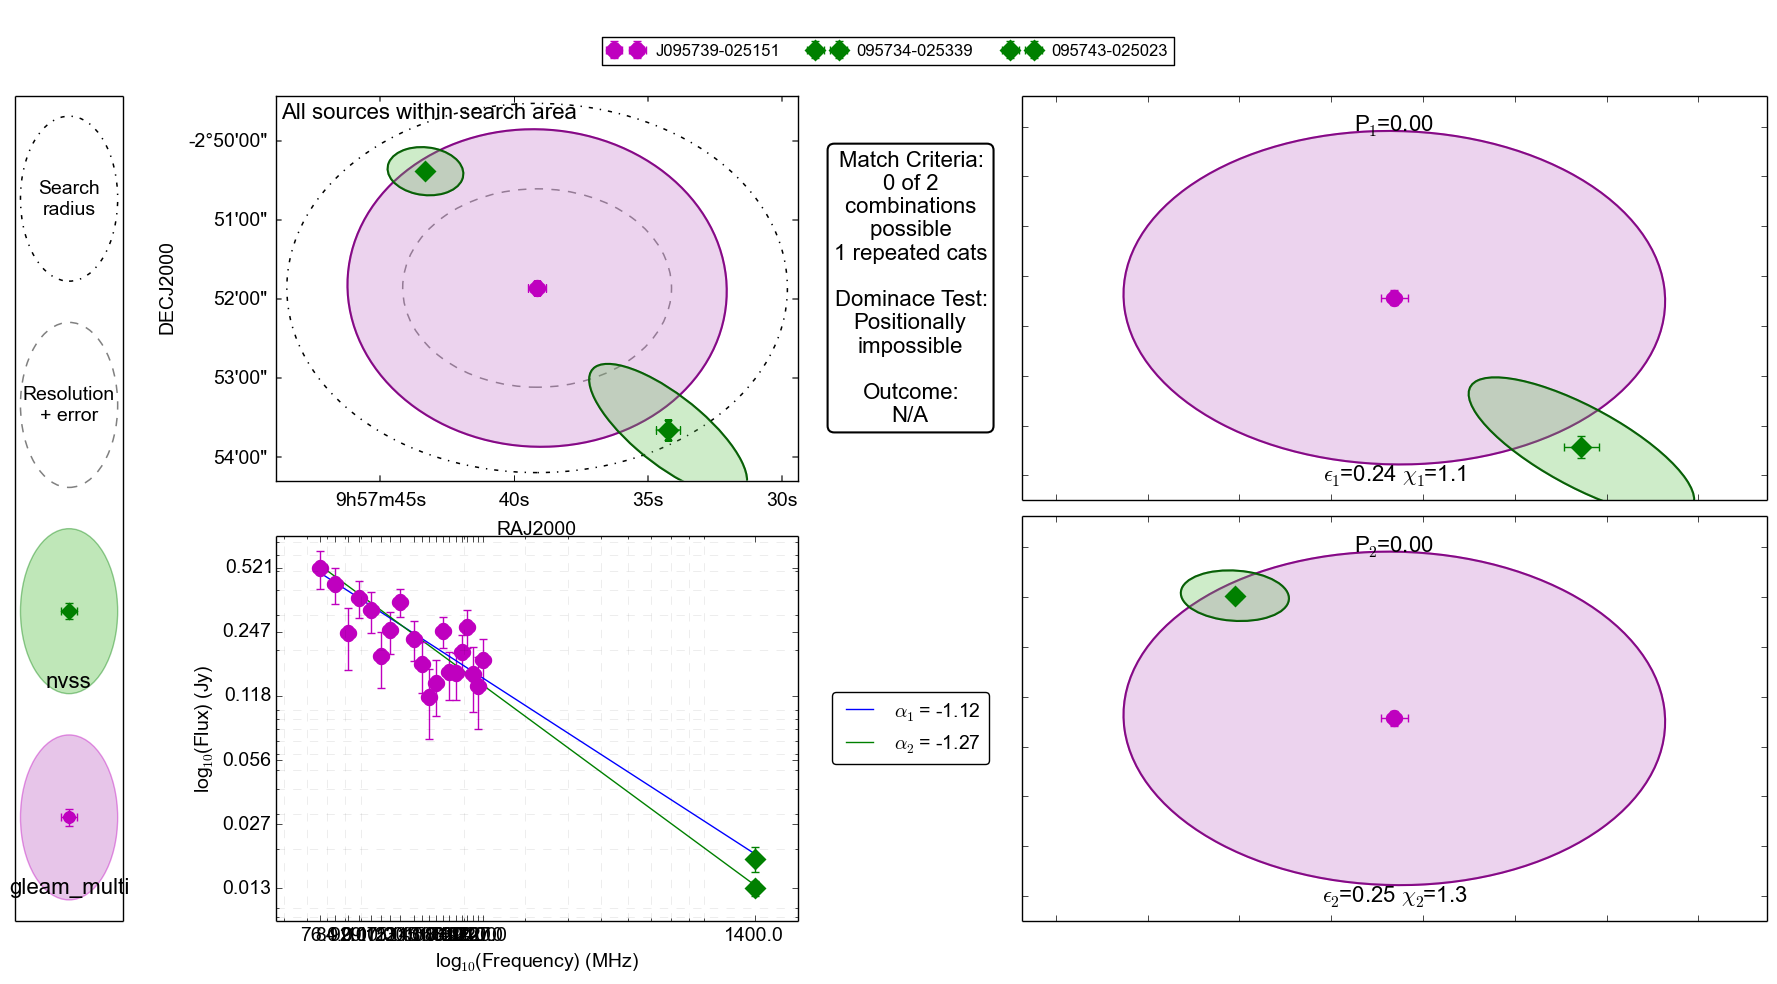 J095739-025151 095734-025339 095743-025023
Search
radius
Resolution
+ error
nvss
gleam_multi
All sources within search area
DECJ2000
-2°50'00"
51'00"
52'00"
53'00"
54'00"
9h57m45s 40s 35s 30s
RAJ2000
Match Criteria:
0 of 2
combinations
possible
1 repeated cats
Dominace Test:
Positionally
impossible
Outcome:
N/A
P₁=0.00
ϵ₁=0.24 χ₁=1.1
P₂=0.00
ϵ₂=0.25 χ₂=1.3
log₁₀(Flux) (Jy)
0.521
0.247
0.118
0.056
0.027
0.013
1400.0
log₁₀(Frequency) (MHz)
α₁ = -1.12
α₂ = -1.27